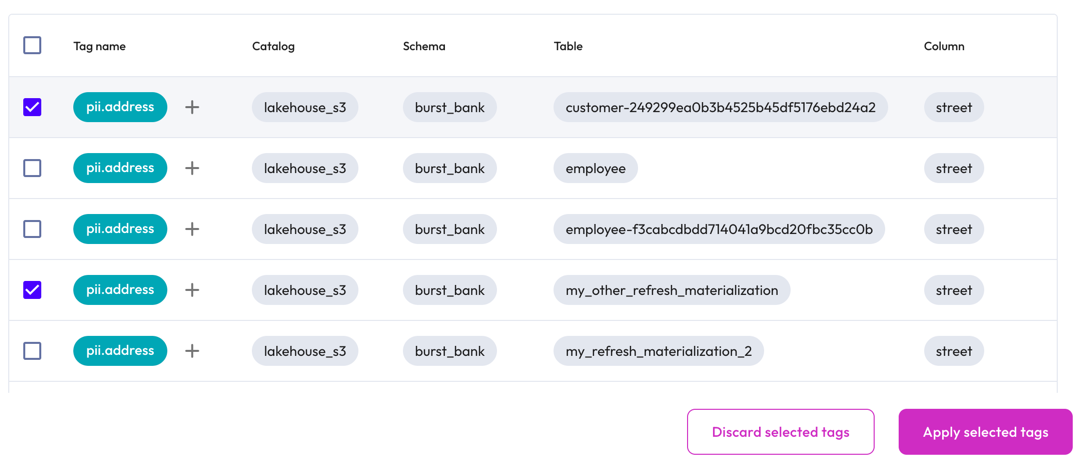 Tag name Catalog Schema Table Column
pii.address + lakehouse_s3 burst_bank customer-249299ea0b3b4525b45df5176ebd24a2 street
pii.address + lakehouse_s3 burst_bank employee street
pii.address + lakehouse_s3 burst_bank employee-f3cabcdbdd714041a9bcd20fbc35cc0b street
pii.address + lakehouse_s3 burst_bank my_other_refresh_materialization street
pii.address + lakehouse_s3 burst_bank my_refresh_materialization_2 street
Discard selected tags Apply selected tags